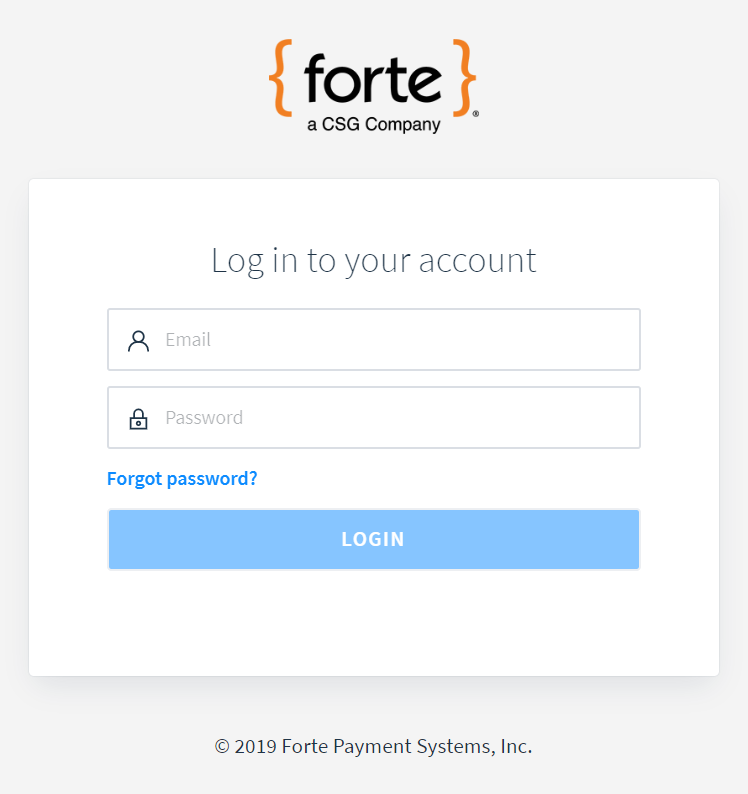 { forte }®
a CSG Company
Log in to your account
Email
Password
Forgot password?
LOGIN
© 2019 Forte Payment Systems, Inc.